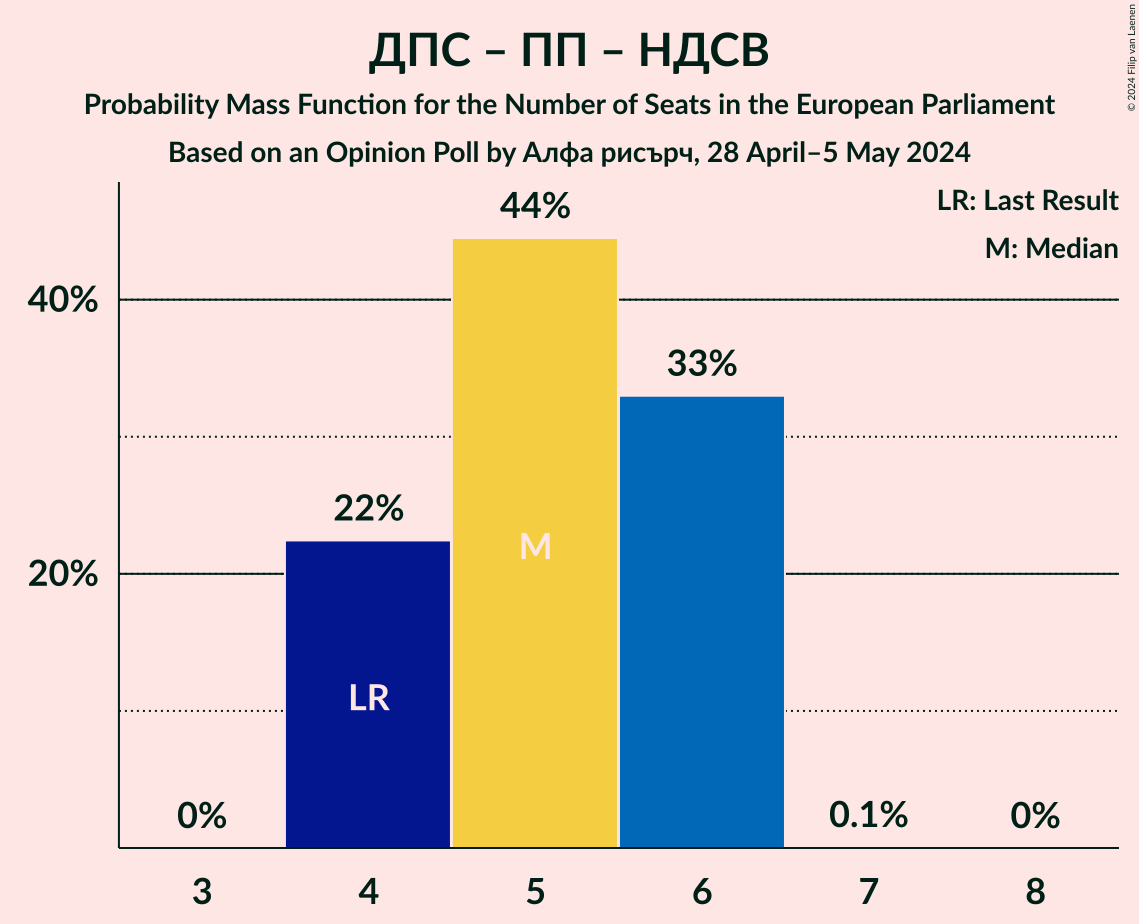 ДПС – ПП – НДСВ
Probability Mass Function for the Number of Seats in the European Parliament
Based on an Opinion Poll by Алфа рисърч, 28 April–5 May 2024
© 2024 Filip van Laenen
LR: Last Result
M: Median
44%
40%
33%
22%
M
20%
LR
0%
0.1%
0%
3
4
5
6
7
8